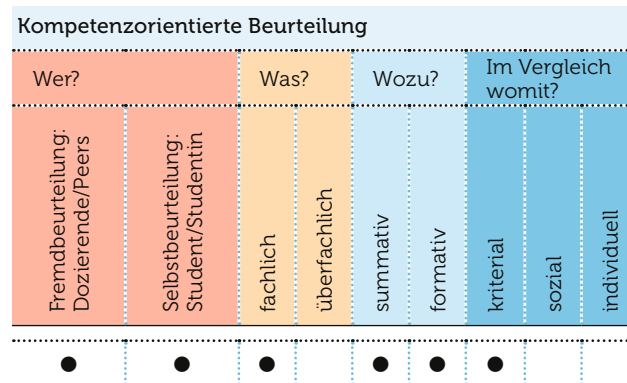 Kompetenzorientierte Beurteilung
Wer?
Was?
Wozu?
Im Vergleich
womit?
Fremdbeurteilung:
Dozierende/Peers
Selbstbeurteilung:
Student/Studentin
fachlich
überfachlich
summativ
formativ
kriterial
sozial
individuell